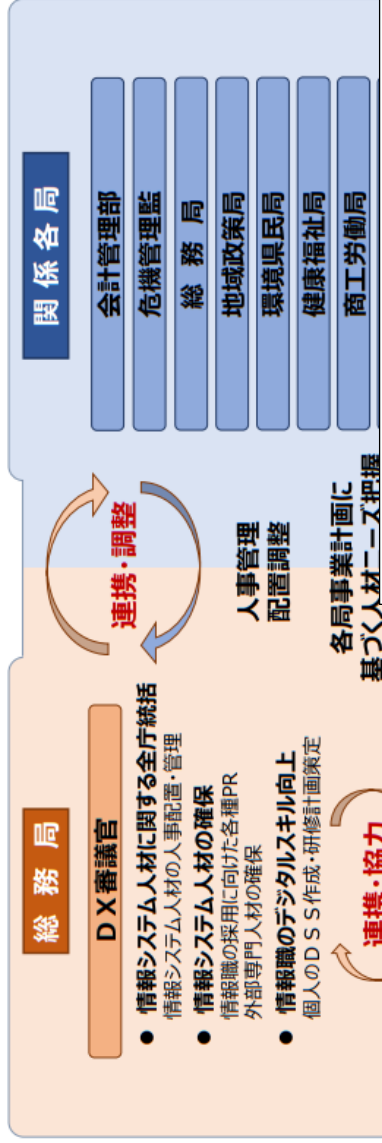 総務局
DX審議官
● 情報システム人材に関する全庁統括
情報システム人材の人事配置・管理
● 情報システム人材の確保
情報職の採用に向けた各種PR
外部専門人材の確保
● 情報職のデジタルスキル向上
個人のDSS作成・研修計画策定
連携・協力
連携・調整
人事管理
配置調整
各局事業計画に
基づく人材ニーズ把握
関係各局
会計管理部
危機管理監
総務局
地域政策局
環境県民局
健康福祉局
商工労働局